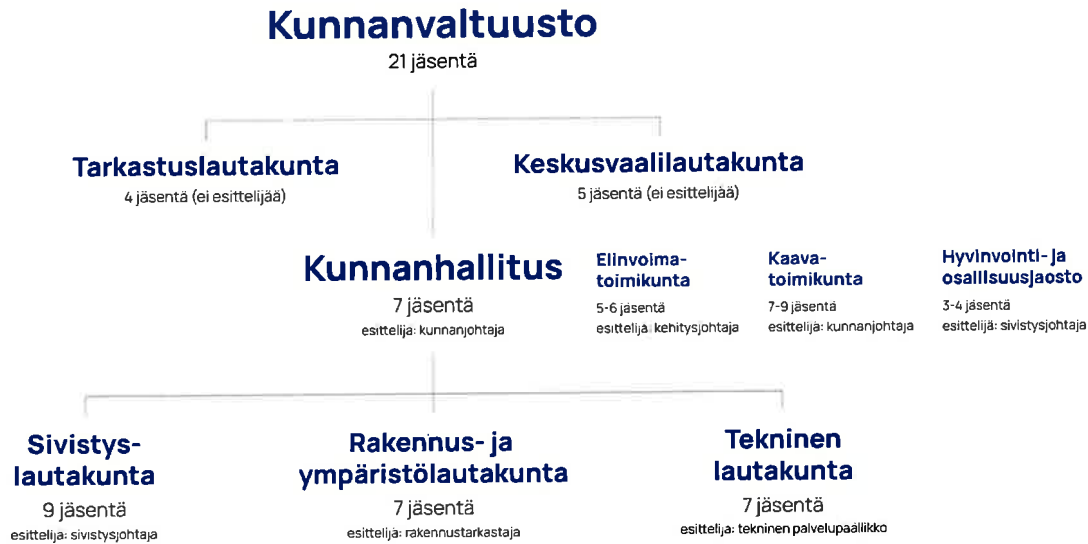 Kunnanvaltuusto
21 jäsentä
Tarkastuslautakunta
4 jäsentä (ei esittelijää)
Keskusvaalilautakunta
5 jäsentä (ei esittelijää)
Kunnanhallitus
7 jäsentä
esittelijä: kunnanjohtaja
Elinvoima-
toimikunta
5-6 jäsentä
esittelijä: kehitysjohtaja
Kaava-
toimikunta
7-9 jäsentä
esittelijä: kunnanjohtaja
Hyvinvointi- ja
osallisuusjaosto
3-4 jäsentä
esittelijä: sivistysjohtaja
Sivistys-
lautakunta
9 jäsentä
esittelijä: sivistysjohtaja
Rakennus- ja
ympäristölautakunta
7 jäsentä
esittelijä: rakennustarkastaja
Tekninen
lautakunta
7 jäsentä
esittelijä: tekninen palvelupäällikkö